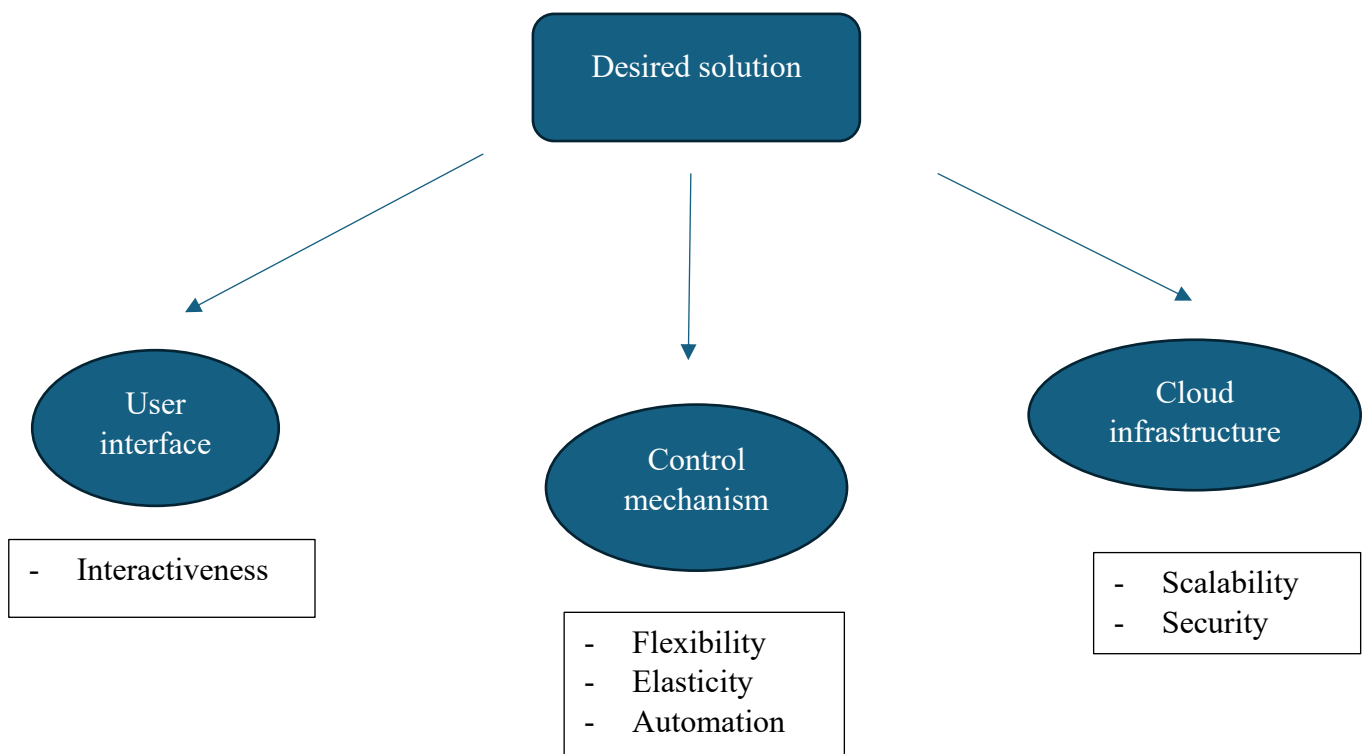 Desired solution
User
interface
Control
mechanism
Cloud
infrastructure
- Interactiveness
- Flexibility
- Elasticity
- Automation
- Scalability
- Security